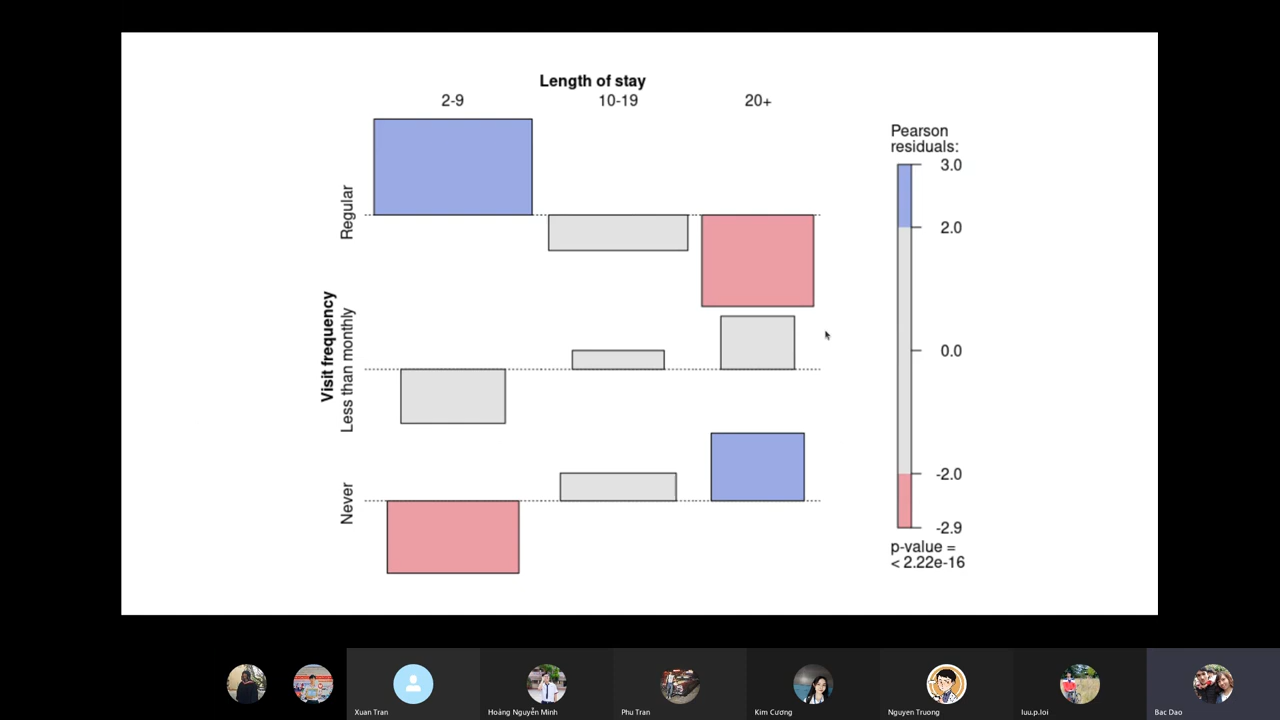 Length of stay
2-9 10-19 20+
Visit frequency
Regular
Less than monthly
Never
Pearson
residuals:
3.0
2.0
0.0
-2.0
-2.9
p-value =
< 2.22e-16
Xuan Tran
Hoàng Nguyễn Minh
Phu Tran
Kim Cương
Nguyen Truong
luu.p.loi
Bac Dao